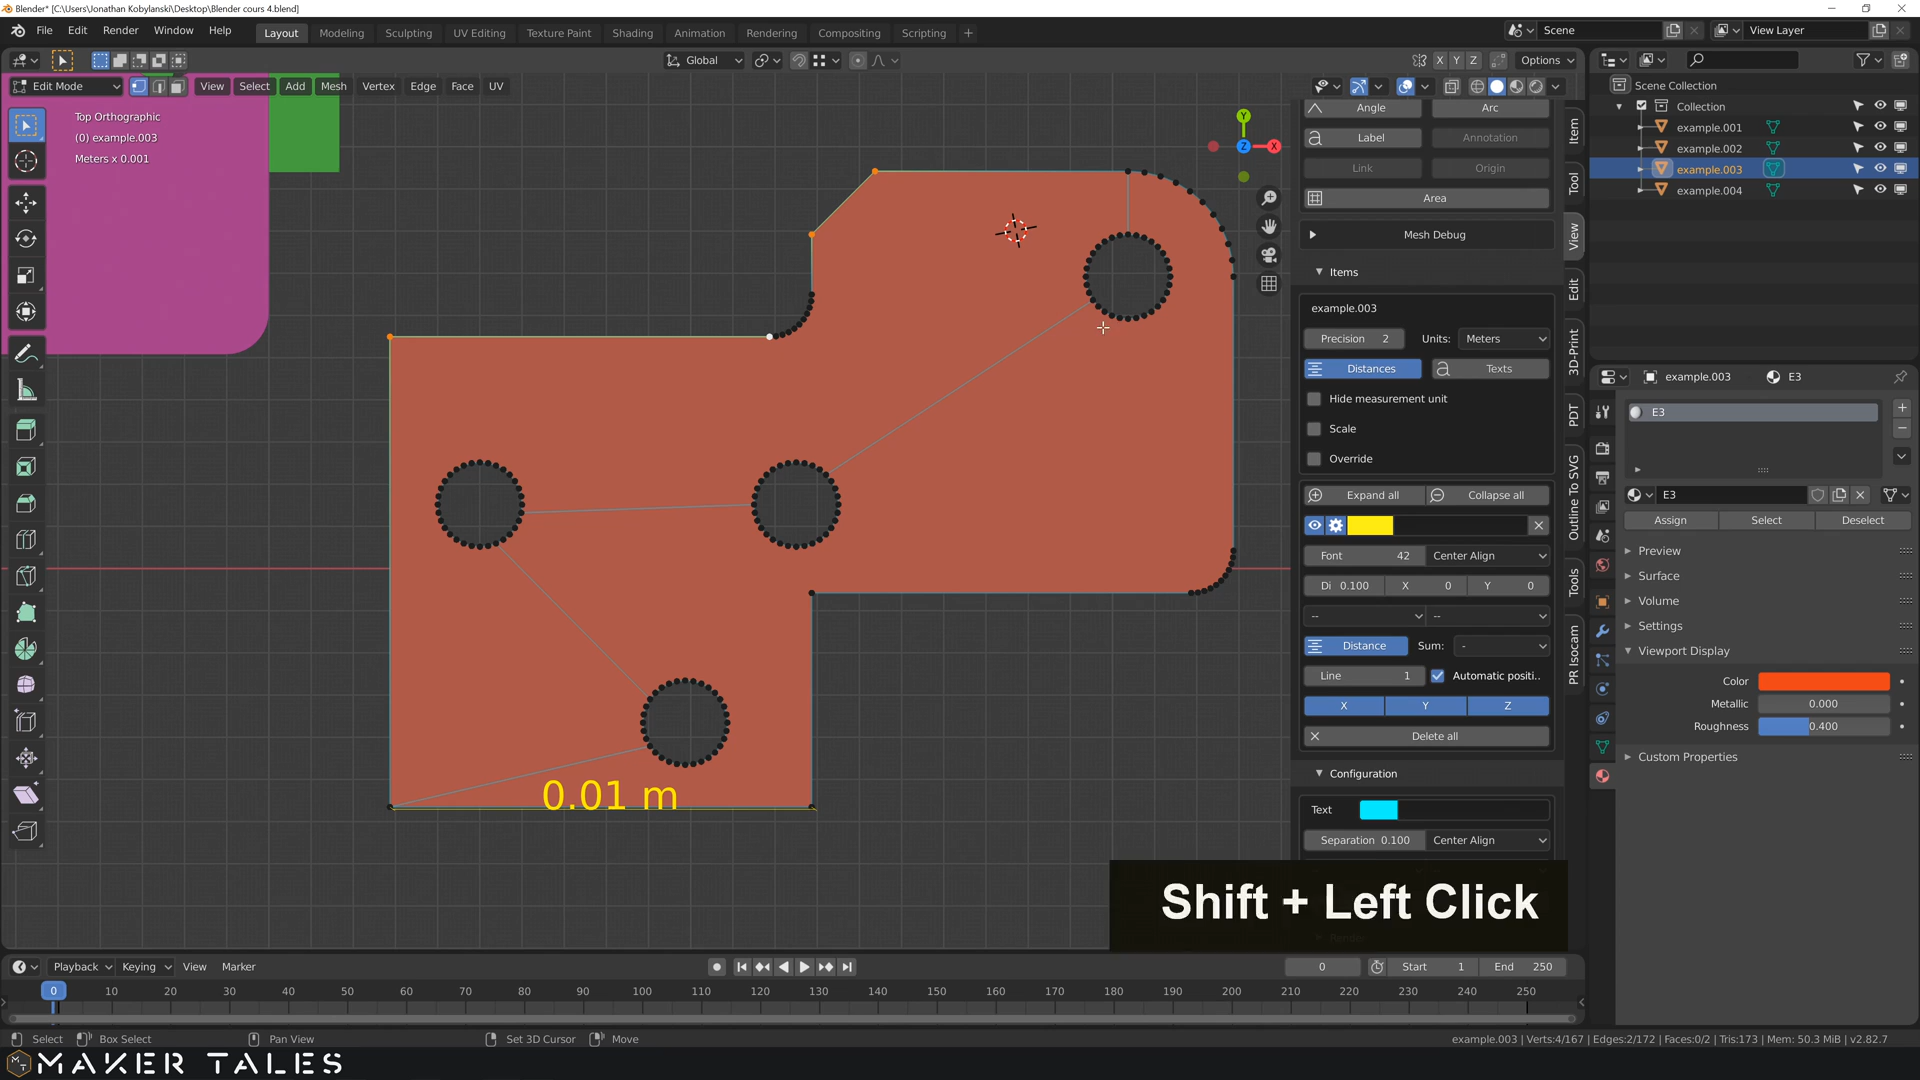 Blender* [C:\Users\Jonathan Kobylanski\Desktop\Blender cours 4.blend]
File Edit Render Window Help
Layout Modeling Sculpting UV Editing Texture Paint Shading Animation Rendering Compositing Scripting +
Scene
View Layer
Global
X Y Z
Options
Edit Mode
View Select Add Mesh Vertex Edge Face UV
Top Orthographic
(0) example.003
Meters x 0.001
Y
Z
X
0.01 m
Angle Arc
Label Annotation
Link Origin
Area
Mesh Debug
Items
example.003
Precision 2 Units: Meters
Distances Texts
Hide measurement unit
Scale
Override
Expand all Collapse all
Font 42 Center Align
Di 0.100 X 0 Y 0
-- --
Distance Sum: -
Line 1 Automatic positi..
X Y Z
Delete all
Configuration
Text
Separation 0.100 Center Align
Item
Tool
View
Edit
3D-Print
PDT
Outline To SVG
Tools
PR Isocam
Scene Collection
Collection
example.001
example.002
example.003
example.004
example.003 E3
E3
E3
Assign Select Deselect
Preview
Surface
Volume
Settings
Viewport Display
Color
Metallic 0.000
Roughness 0.400
Custom Properties
Shift + Left Click
Playback Keying View Marker
0 Start 1 End 250
0 10 20 30 40 50 60 70 80 90 100 110 120 130 140 150 160 170 180 190 200 210 220 230 240 250
Select Box Select Pan View Set 3D Cursor Move
example.003 | Verts:4/167 | Edges:2/172 | Faces:0/2 | Tris:173 | Mem: 50.3 MiB | v2.82.7
MAKER TALES